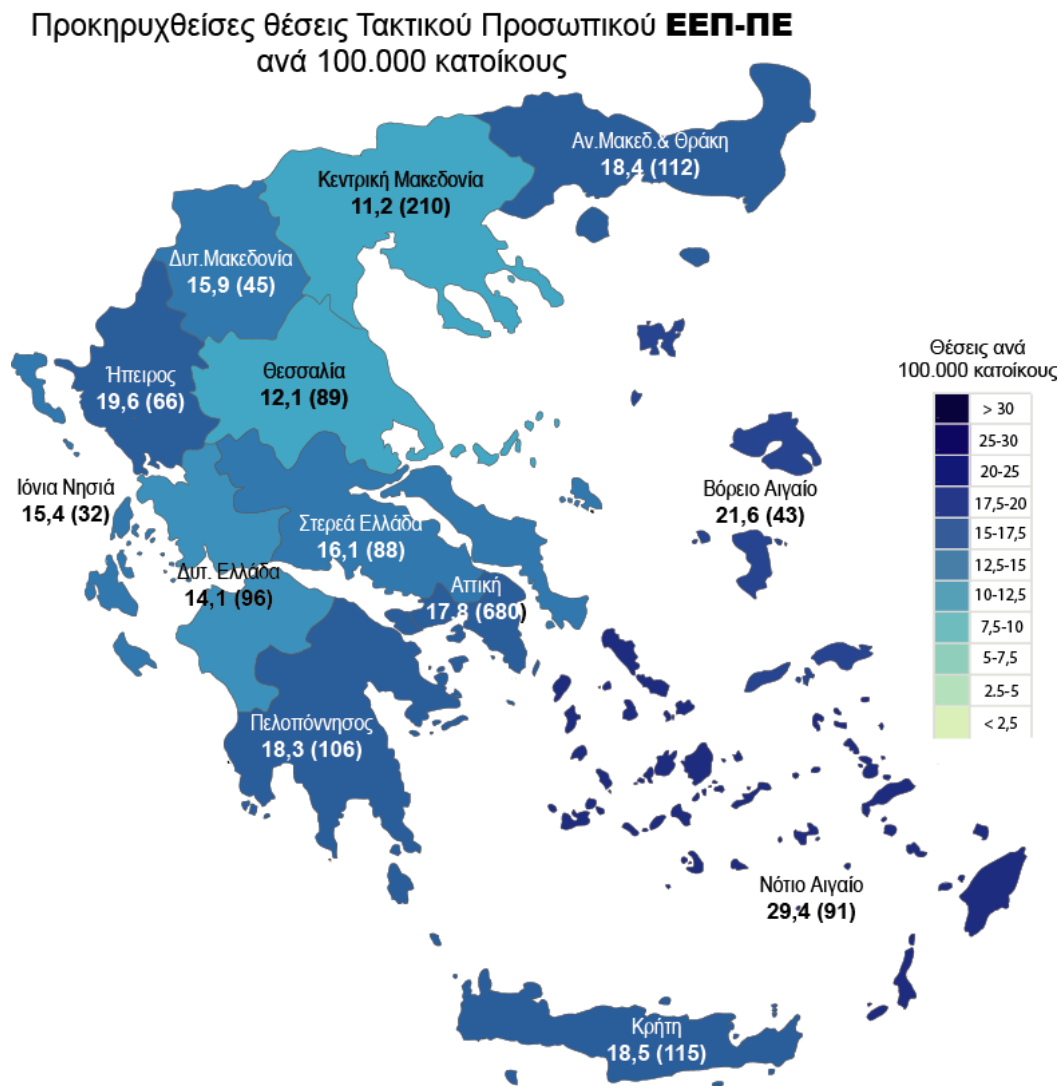 Προκηρυχθείσες θέσεις Τακτικού Προσωπικού ΕΕΠ-ΠΕ
ανά 100.000 κατοίκους
Αν.Μακεδ.& Θράκη
18,4 (112)
Κεντρική Μακεδονία
11,2 (210)
Δυτ.Μακεδονία
15,9 (45)
Ήπειρος
19,6 (66)
Θεσσαλία
12,1 (89)
Ιόνια Νησιά
15,4 (32)
Στερεά Ελλάδα
16,1 (88)
Δυτ. Ελλάδα
14,1 (96)
Αττική
17,8 (680)
Πελοπόννησος
18,3 (106)
Βόρειο Αιγαίο
21,6 (43)
Νότιο Αιγαίο
29,4 (91)
Κρήτη
18,5 (115)
Θέσεις ανά
100.000 κατοίκους
> 30
25-30
20-25
17,5-20
15-17,5
12,5-15
10-12,5
7,5-10
5-7,5
2.5-5
< 2,5